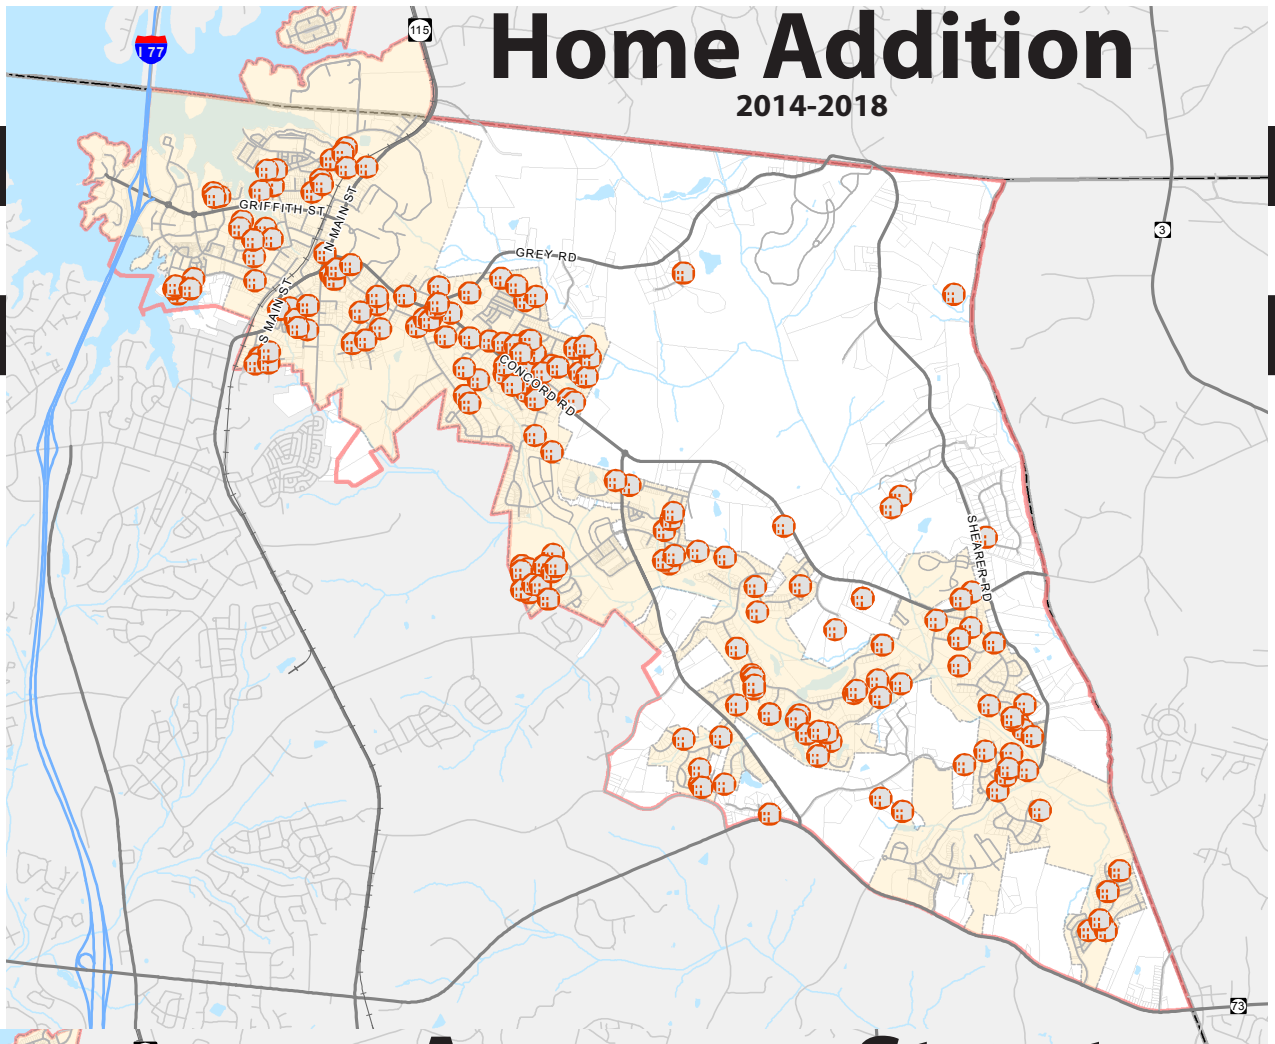 I 77
115
Home Addition
2014-2018
3
GRIFFITH ST
N MAIN ST
GREY RD
S MAIN ST
CONCORD RD
SHEARER RD
73